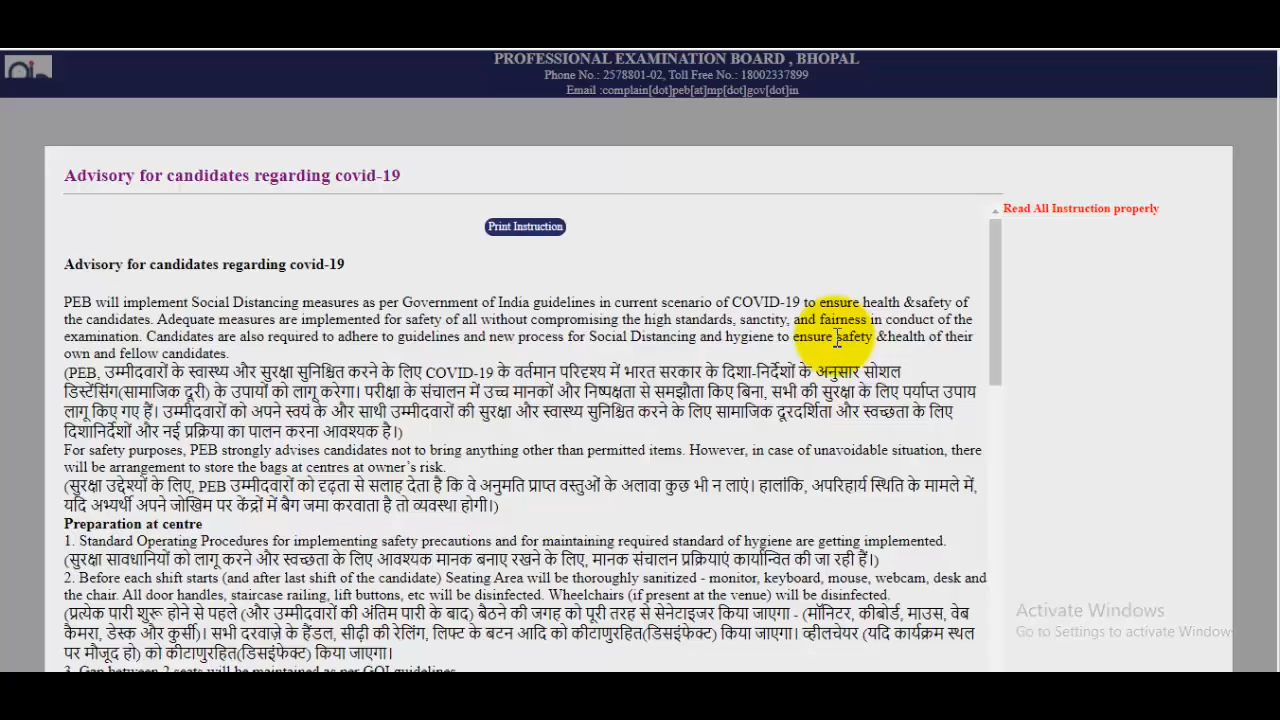 PROFESSIONAL EXAMINATION BOARD , BHOPAL
Phone No.: 2578801-02, Toll Free No.: 18002337899
Email :complain[dot]peb[at]mp[dot]gov[dot]in
Advisory for candidates regarding covid-19
Read All Instruction properly
Print Instruction
Advisory for candidates regarding covid-19
PEB will implement Social Distancing measures as per Government of India guidelines in current scenario of COVID-19 to ensure health &safety of
the candidates. Adequate measures are implemented for safety of all without compromising the high standards, sanctity, and fairness in conduct of the
examination. Candidates are also required to adhere to guidelines and new process for Social Distancing and hygiene to ensure safety &health of their
own and fellow candidates.
(PEB, उम्मीदवारों के स्वास्थ्य और सुरक्षा सुनिश्चित करने के लिए COVID-19 के वर्तमान परिदृश्य में भारत सरकार के दिशा-निर्देशों के अनुसार सोशल
डिस्टेंसिंग(सामाजिक दूरी) के उपायों को लागू करेगा। परीक्षा के संचालन में उच्च मानकों और निष्पक्षता से समझौता किए बिना, सभी की सुरक्षा के लिए पर्याप्त उपाय
लागू किए गए हैं। उम्मीदवारों को अपने स्वयं के और साथी उम्मीदवारों की सुरक्षा और स्वास्थ्य सुनिश्चित करने के लिए सामाजिक दूरदर्शिता और स्वच्छता के लिए
दिशानिर्देशों और नई प्रक्रिया का पालन करना आवश्यक है।)
For safety purposes, PEB strongly advises candidates not to bring anything other than permitted items. However, in case of unavoidable situation, there
will be arrangement to store the bags at centres at owner’s risk.
(सुरक्षा उद्देश्यों के लिए, PEB उम्मीदवारों को दृढ़ता से सलाह देता है कि वे अनुमति प्राप्त वस्तुओं के अलावा कुछ भी न लाएं। हालांकि, अपरिहार्य स्थिति के मामले में,
यदि अभ्यर्थी अपने जोखिम पर केंद्रों में बैग जमा करवाता है तो व्यवस्था होगी।)
Preparation at centre
1. Standard Operating Procedures for implementing safety precautions and for maintaining required standard of hygiene are getting implemented.
(सुरक्षा सावधानियों को लागू करने और स्वच्छता के लिए आवश्यक मानक बनाए रखने के लिए, मानक संचालन प्रक्रियाएं कार्यान्वित की जा रही हैं।)
2. Before each shift starts (and after last shift of the candidate) Seating Area will be thoroughly sanitized - monitor, keyboard, mouse, webcam, desk and
the chair. All door handles, staircase railing, lift buttons, etc will be disinfected. Wheelchairs (if present at the venue) will be disinfected.
(प्रत्येक पारी शुरू होने से पहले (और उम्मीदवारों की अंतिम पारी के बाद) बैठने की जगह को पूरी तरह से सेनेटाइजर किया जाएगा - (मॉनिटर, कीबोर्ड, माउस, वेब
कैमरा, डेस्क और कुर्सी)। सभी दरवाज़े के हैंडल, सीढ़ी की रेलिंग, लिफ्ट के बटन आदि को कीटाणुरहित(डिसइंफेक्ट) किया जाएगा। व्हीलचेयर (यदि कार्यक्रम स्थल
पर मौजूद हो) को कीटाणुरहित(डिसइंफेक्ट) किया जाएगा।
3. Gap between 2 seats will be maintained as per GOI guidelines.
Activate Windows
Go to Settings to activate Windows